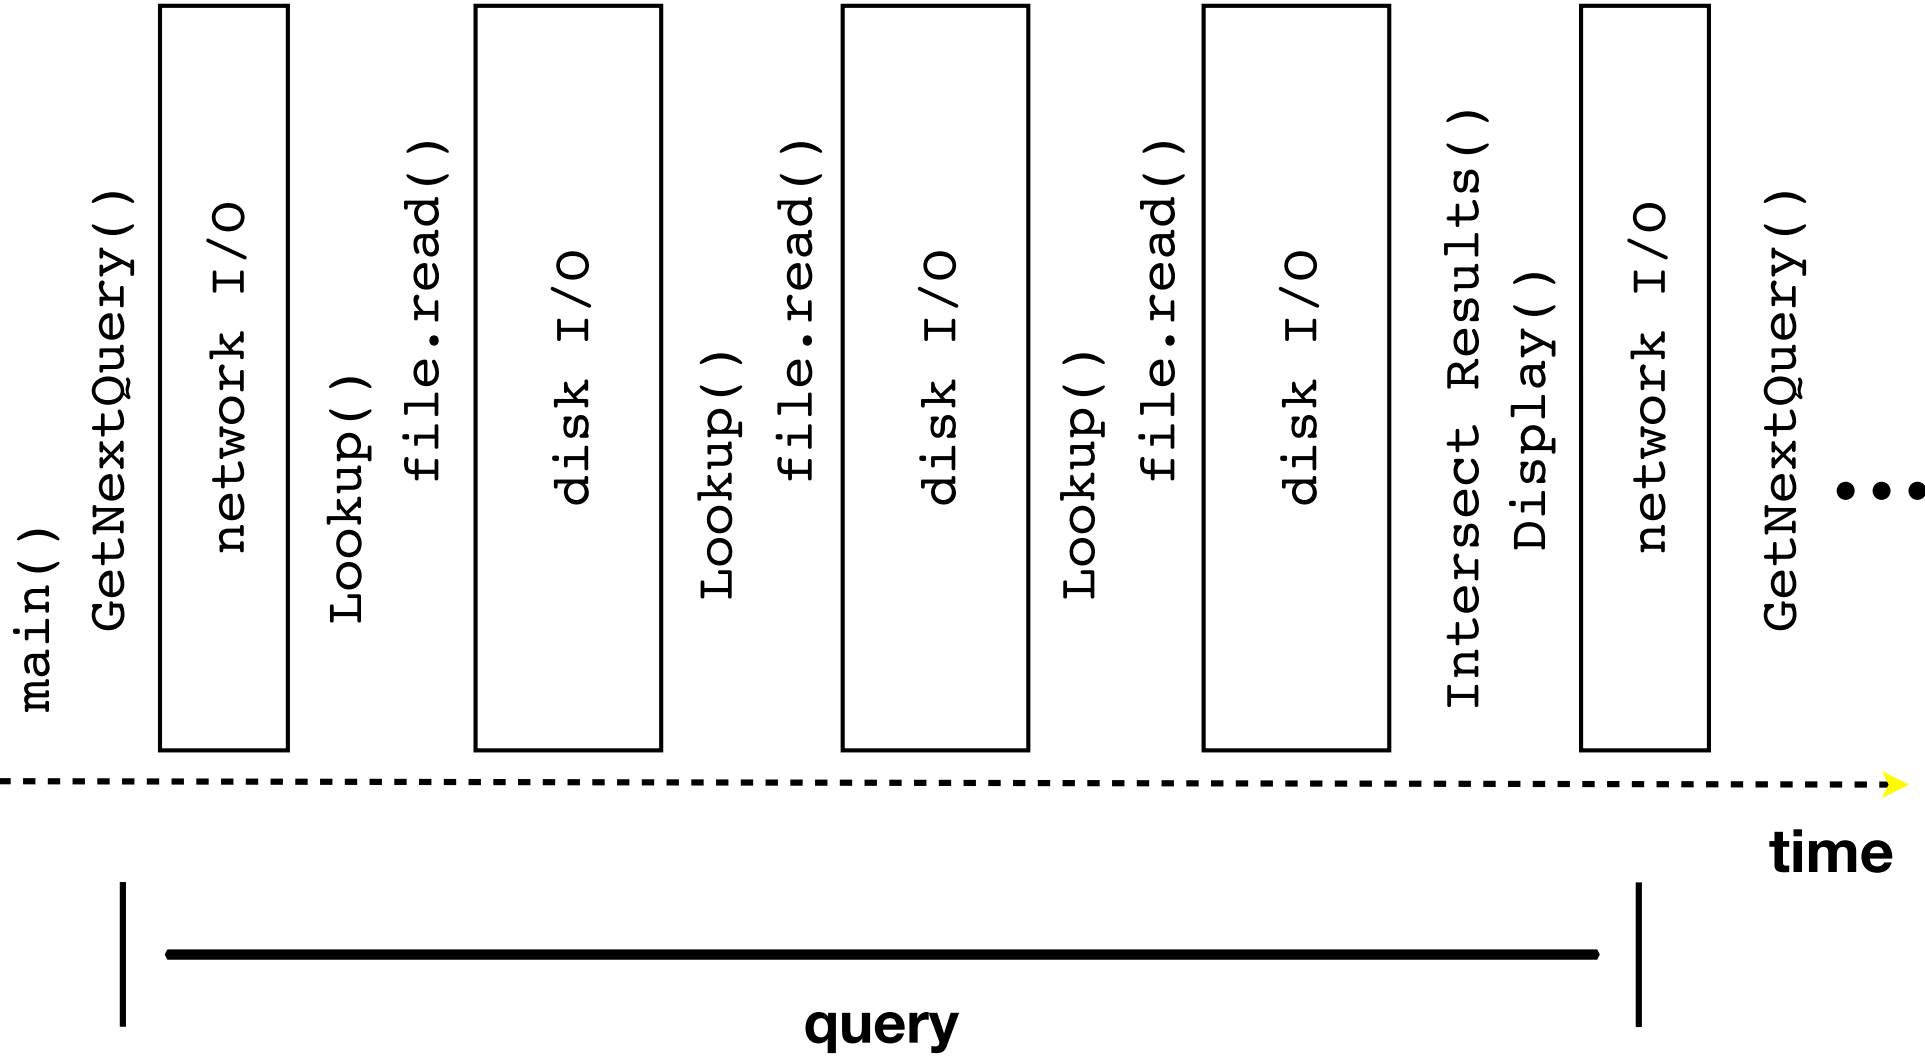 main()
GetNextQuery()
network I/O
Lookup()
file.read()
disk I/O
Lookup()
file.read()
disk I/O
Lookup()
file.read()
disk I/O
Intersect Results()
Display()
network I/O
GetNextQuery()
•••
time
query